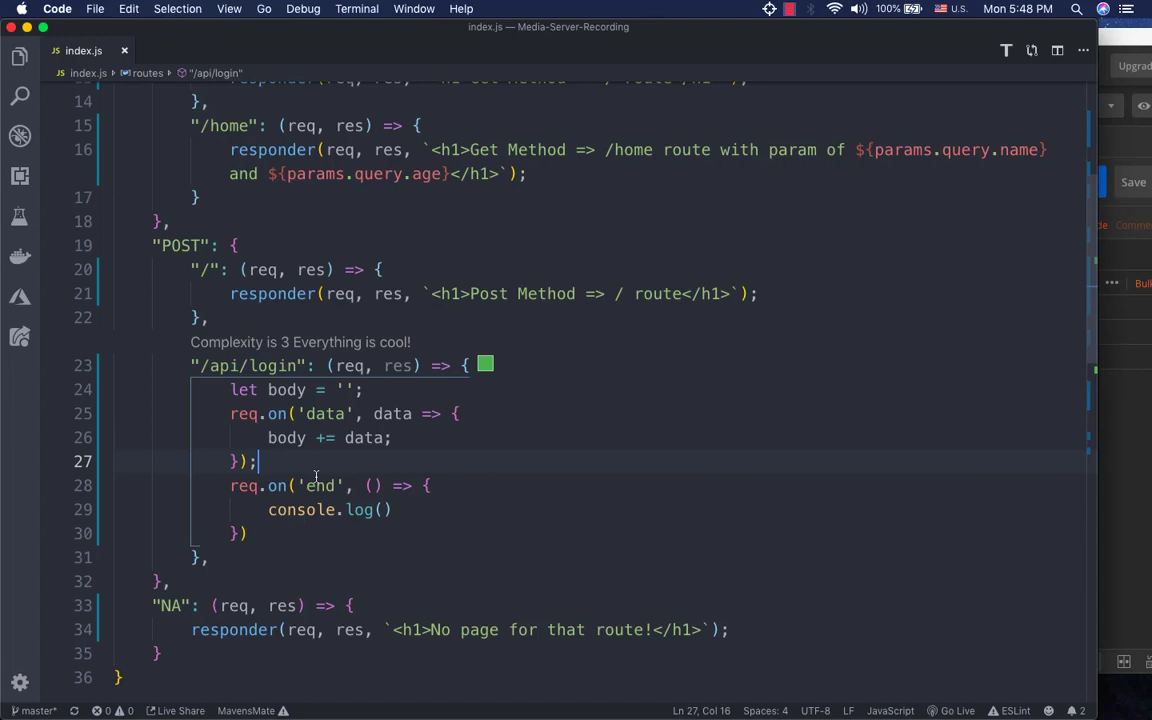 Code File Edit Selection View Go Debug Terminal Window Help 100% U.S. Mon 5:48 PM
index.js — Media-Server-Recording
JS index.js ×
JS index.js > routes > "/api/login"
14 },
15 "/home": (req, res) => {
16 responder(req, res, `<h1>Get Method => /home route with param of ${params.query.name}
and ${params.query.age}</h1>`);
17 }
18 },
19 "POST": {
20 "/": (req, res) => {
21 responder(req, res, `<h1>Post Method => / route</h1>`);
22 },
Complexity is 3 Everything is cool!
23 "/api/login": (req, res) => {
24 let body = '';
25 req.on('data', data => {
26 body += data;
27 });
28 req.on('end', () => {
29 console.log()
30 })
31 },
32 },
33 "NA": (req, res) => {
34 responder(req, res, `<h1>No page for that route!</h1>`);
35 }
36 }
master* 0 0 Live Share MavensMate Ln 27, Col 16 Spaces: 4 UTF-8 LF JavaScript Go Live ESLint 2
Upgrad
Save
de Comme
Bulk